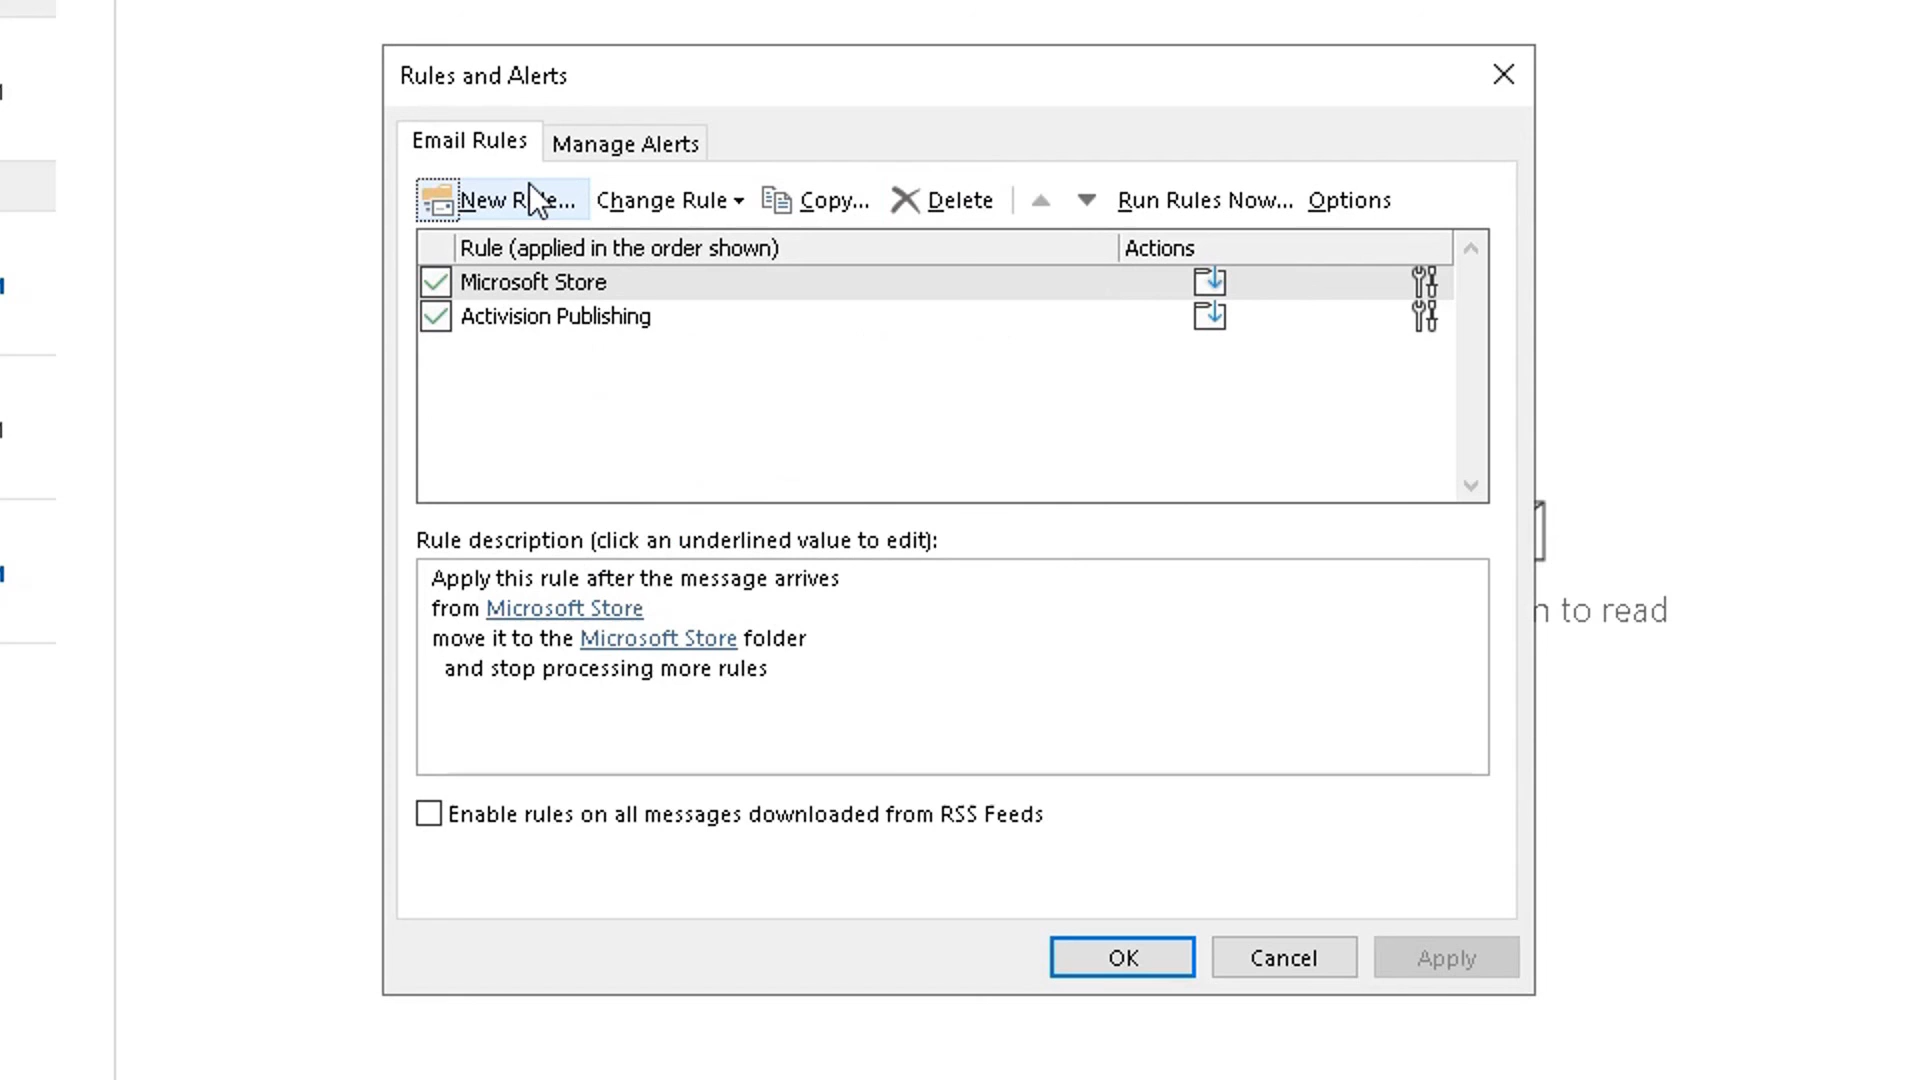 Rules and Alerts
Email Rules
Manage Alerts
New Rule...
Change Rule
Copy...
Delete
Run Rules Now...
Options
Rule (applied in the order shown)
Actions
Microsoft Store
Activision Publishing
Rule description (click an underlined value to edit):
Apply this rule after the message arrives
from Microsoft Store
move it to the Microsoft Store folder
and stop processing more rules
to read
Enable rules on all messages downloaded from RSS Feeds
OK
Cancel
Apply